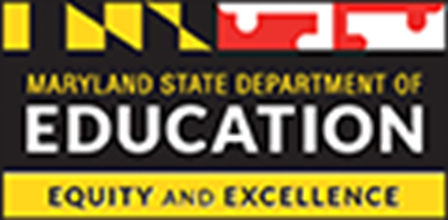 MARYLAND STATE DEPARTMENT OF
EDUCATION
EQUITY AND EXCELLENCE